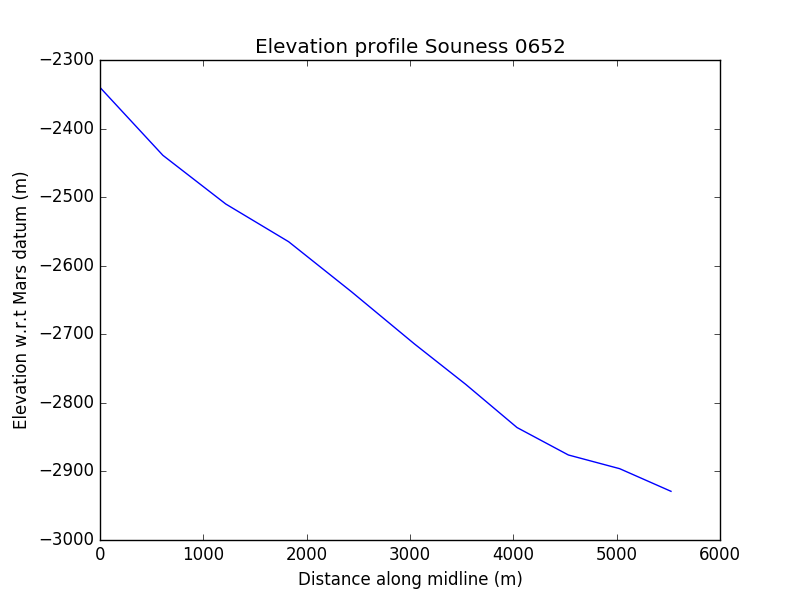 Elevation profile Souness 0652
−2300
−2400
−2500
−2600
−2700
−2800
−2900
−3000
Elevation w.r.t Mars datum (m)
0 1000 2000 3000 4000 5000 6000
Distance along midline (m)